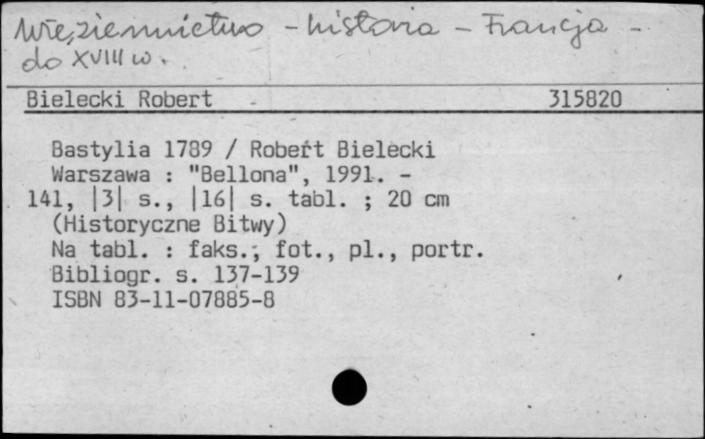 Więziennictwo - historia - Francja -
do XVIII w.
Bielecki Robert 315820
Bastylia 1789 / Robert Bielecki
Warszawa : "Bellona", 1991. -
141, |3| s., |16| s. tabl. ; 20 cm
(Historyczne Bitwy)
Na tabl. : faks., fot., pl., portr.
Bibliogr. s. 137-139
ISBN 83-11-07885-8